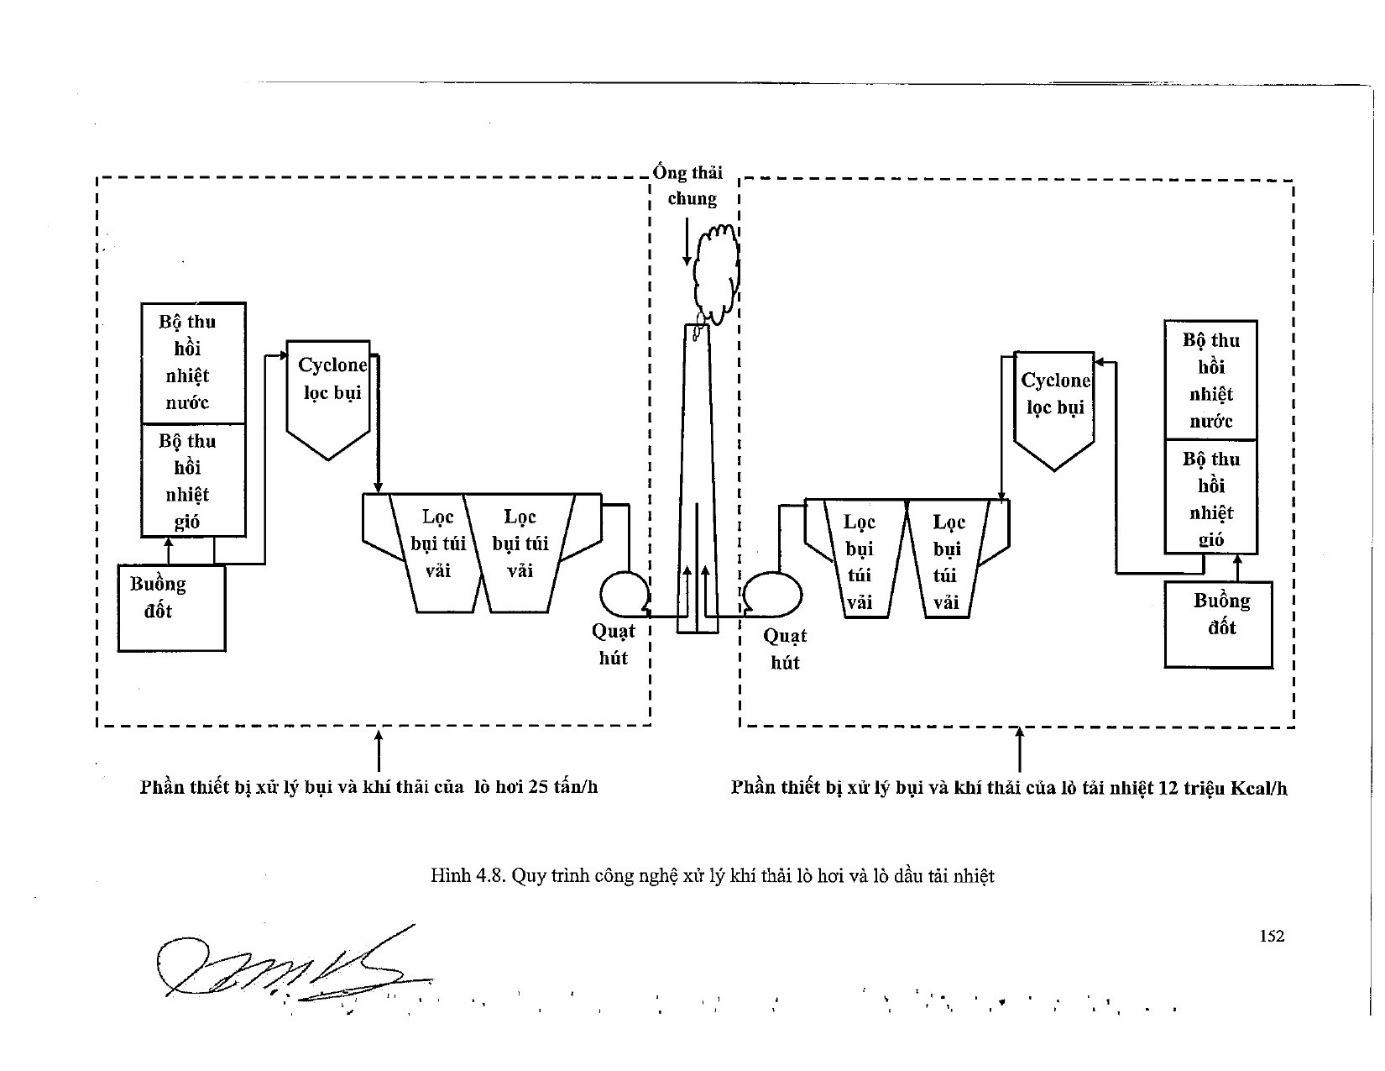 Ống thải
chung
Bộ thu
hồi
nhiệt
nước
Bộ thu
hồi
nhiệt
gió
Buồng
đốt
Cyclone
lọc bụi
Lọc
bụi túi
vải
Lọc
bụi túi
vải
Quạt
hút
Quạt
hút
Lọc
bụi
túi
vải
Lọc
bụi
túi
vải
Cyclone
lọc bụi
Bộ thu
hồi
nhiệt
nước
Bộ thu
hồi
nhiệt
gió
Buồng
đốt
Phần thiết bị xử lý bụi và khí thải của lò hơi 25 tấn/h
Phần thiết bị xử lý bụi và khí thải của lò tải nhiệt 12 triệu Kcal/h
Hình 4.8. Quy trình công nghệ xử lý khí thải lò hơi và lò dầu tải nhiệt
152